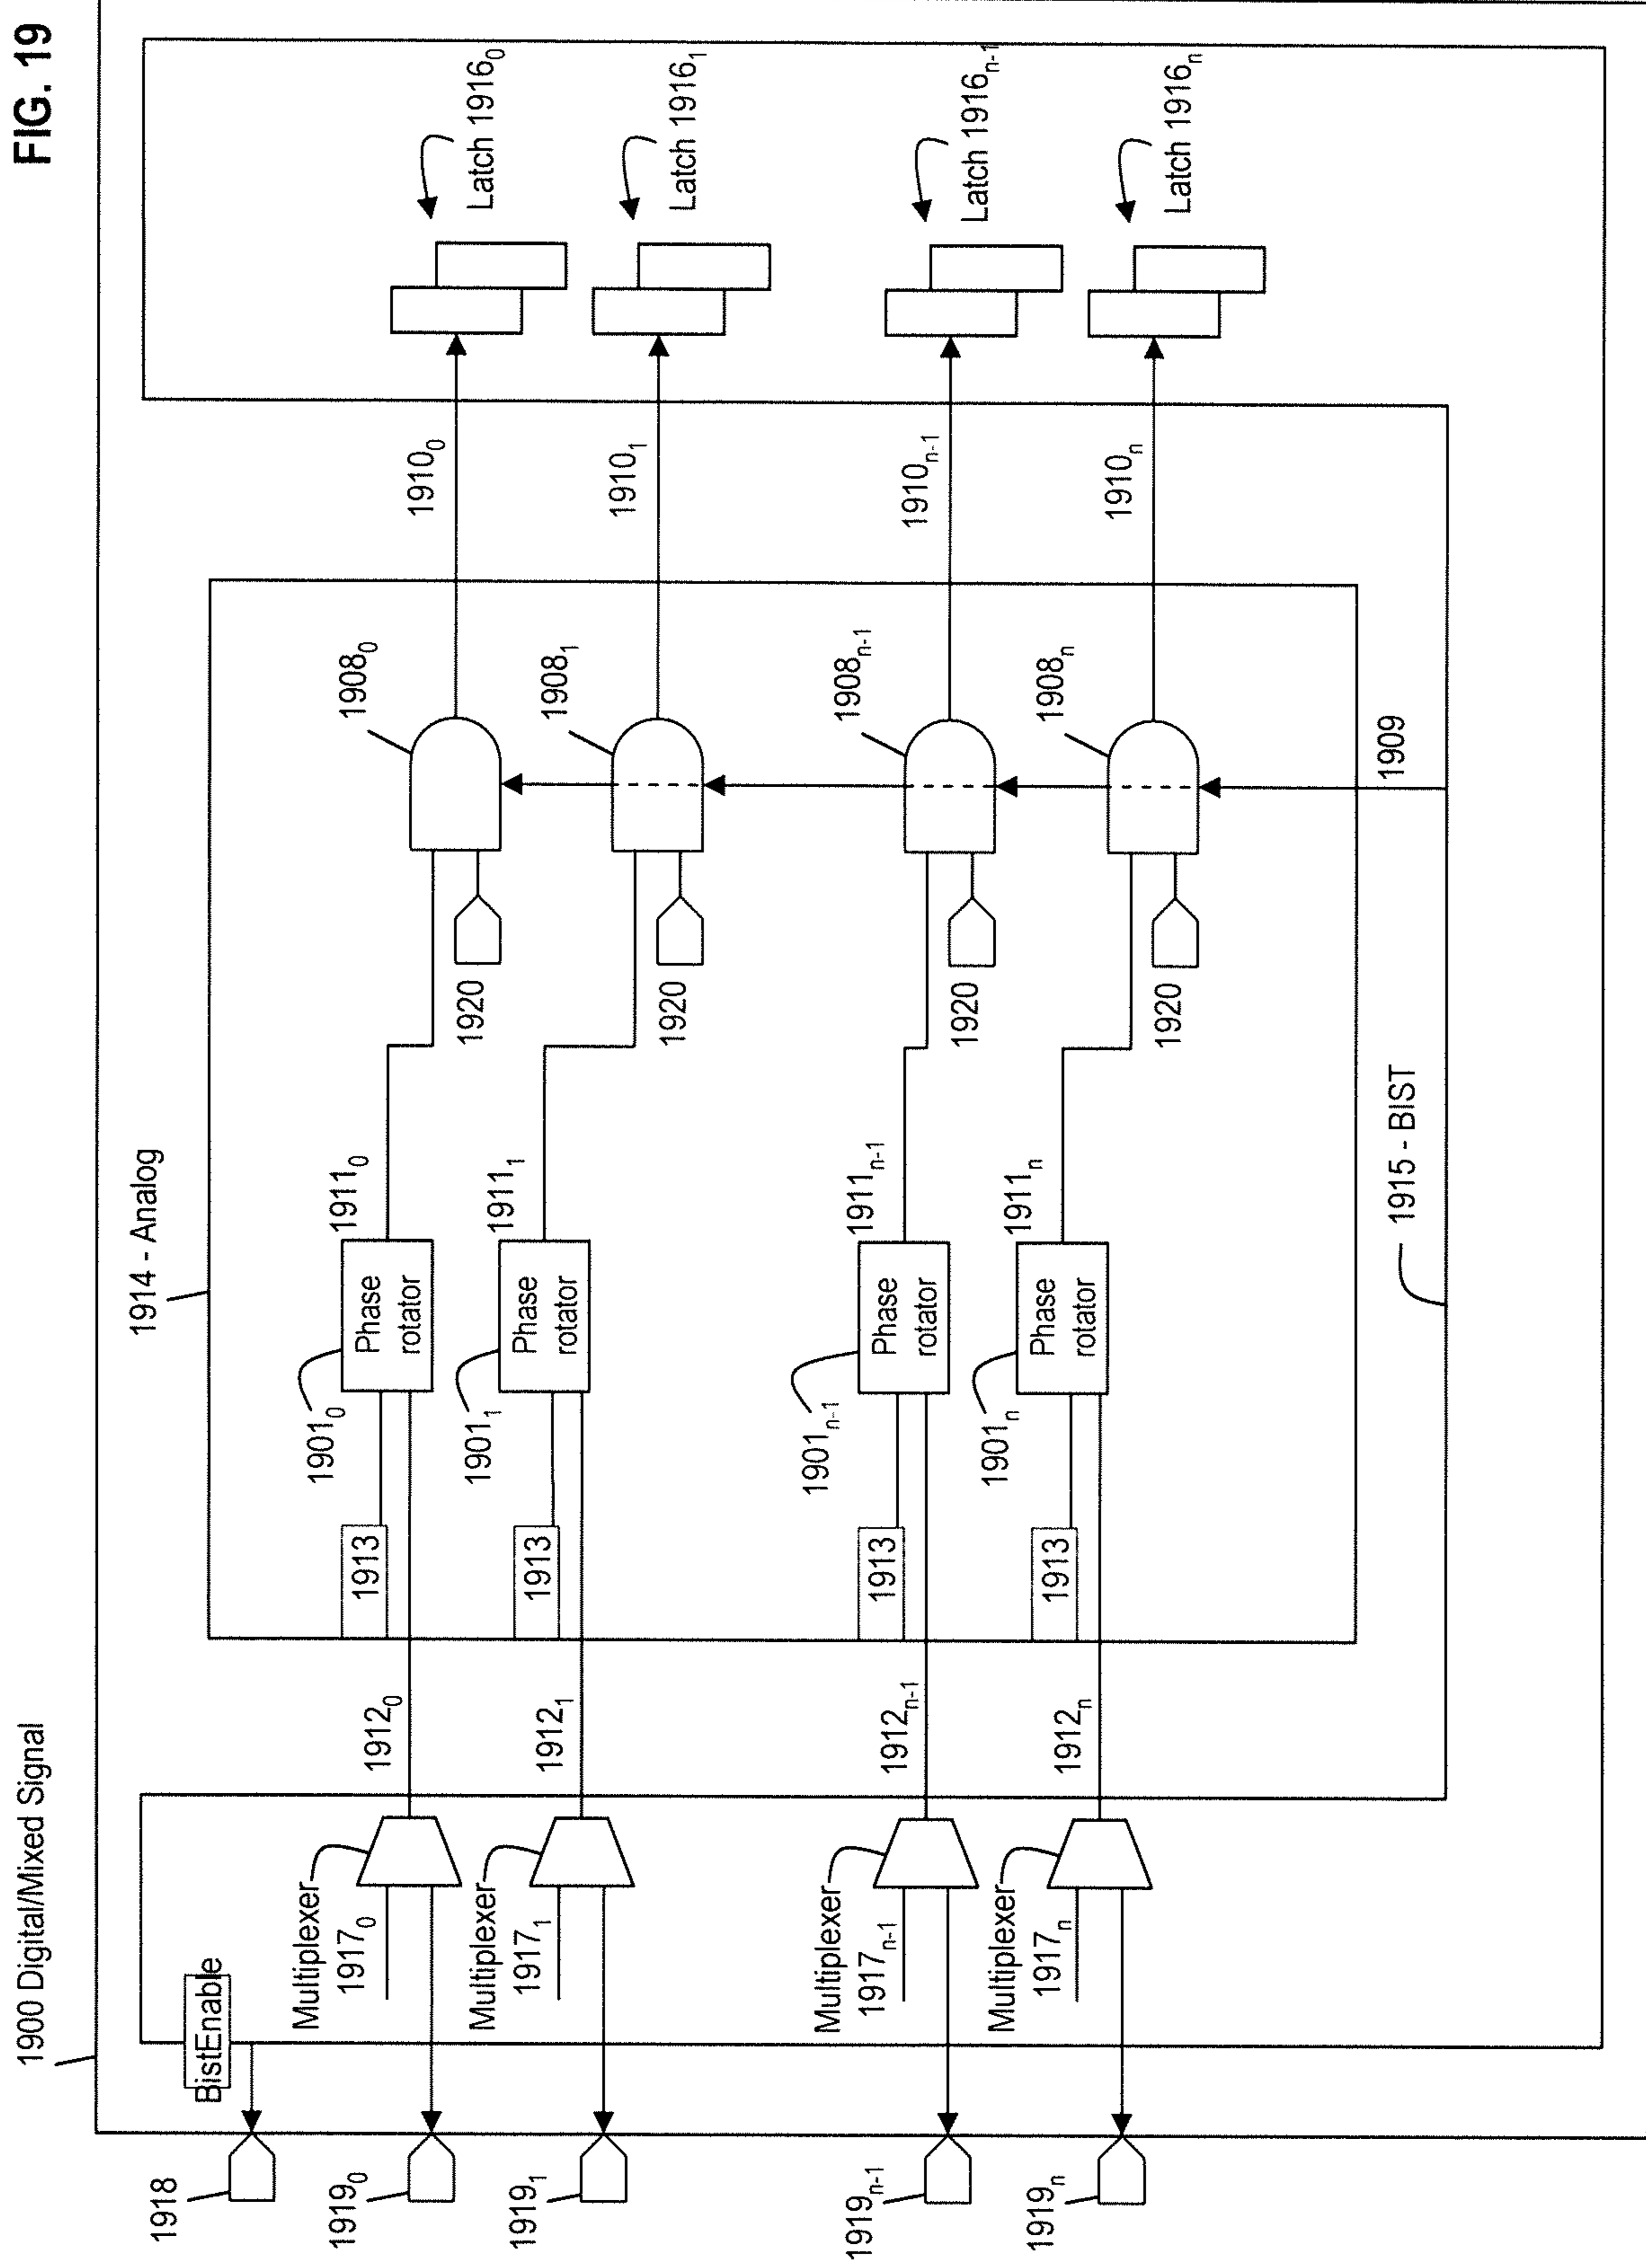 FIG. 19
1900 Digital/Mixed Signal
1914 - Analog
1915 - BIST
BistEnable
1918
1919₀
Multiplexer
1917₀
1912₀
1913
1901₀
Phase
rotator
1911₀
1920
1908₀
1910₀
Latch 1916₀
1919₁
Multiplexer
1917₁
1912₁
1913
1901₁
Phase
rotator
1911₁
1920
1908₁
1910₁
Latch 1916₁
1919ₙ₋₁
Multiplexer
1917ₙ₋₁
1912ₙ₋₁
1913
1901ₙ₋₁
Phase
rotator
1911ₙ₋₁
1920
1908ₙ₋₁
1910ₙ₋₁
Latch 1916ₙ₋₁
1919ₙ
Multiplexer
1917ₙ
1912ₙ
1913
1901ₙ
Phase
rotator
1911ₙ
1920
1908ₙ
1910ₙ
Latch 1916ₙ
1909